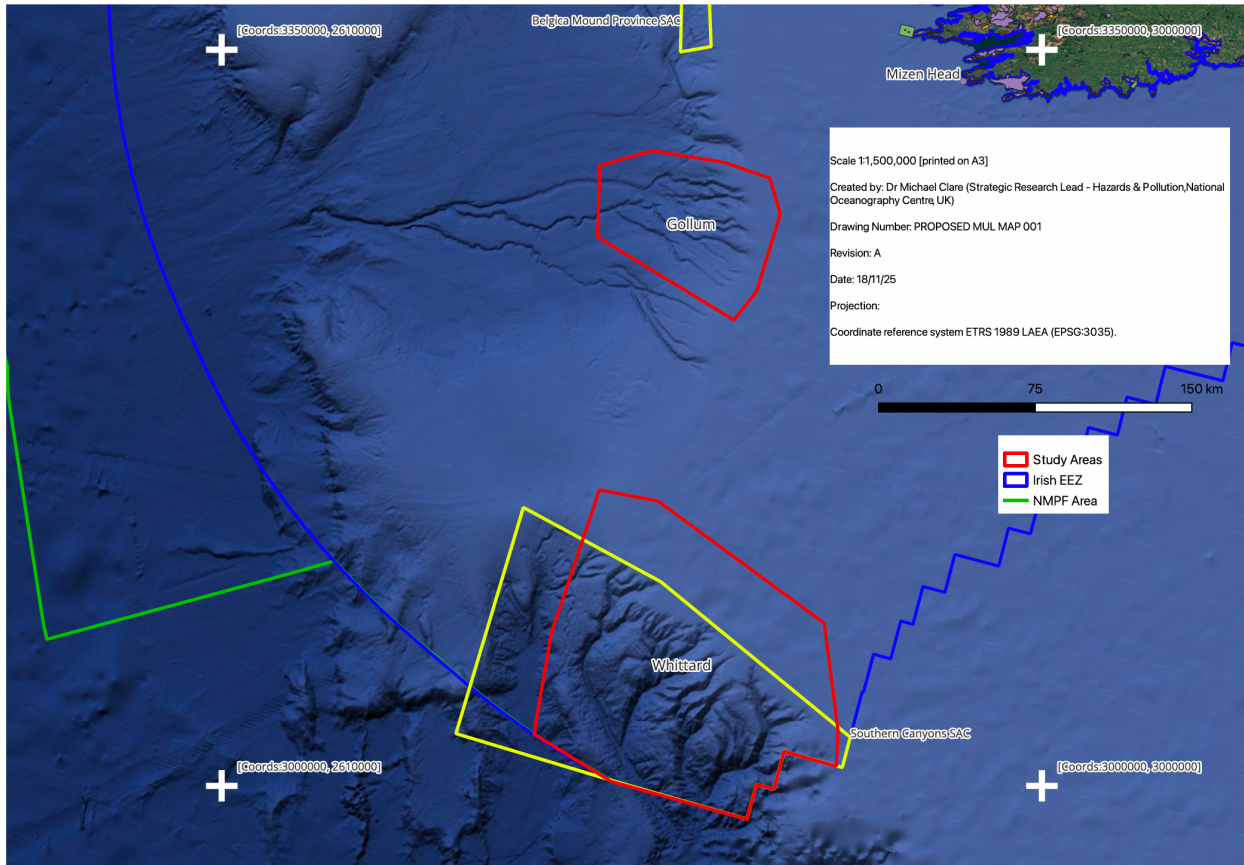 Belgica Mound Province SAC
[Coords:3350000, 2610000]
[Coords:3350000, 3000000]
Mizen Head
Scale 1:1,500,000 [printed on A3]
Created by: Dr Michael Clare (Strategic Research Lead - Hazards & Pollution,National
Oceanography Centre, UK)
Drawing Number: PROPOSED MUL MAP 001
Revision: A
Date: 18/11/25
Projection:
Coordinate reference system ETRS 1989 LAEA (EPSG:3035).
Gollum
0 75 150 km
Study Areas
Irish EEZ
NMPF Area
Whittard
Southern Canyons SAC
[Coords:3000000, 2610000]
[Coords:3000000, 3000000]